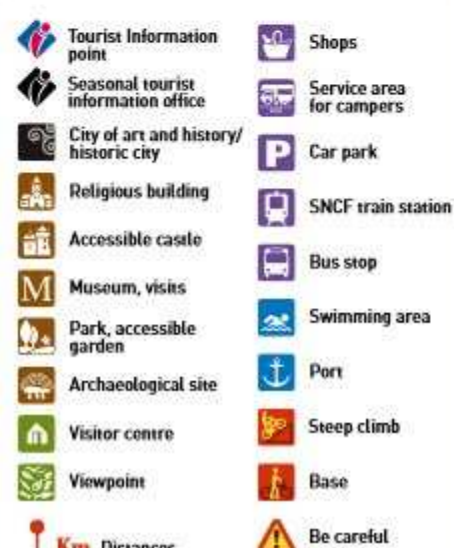 Tourist Information
point
Seasonal tourist
information office
City of art and history/
historic city
Religious building
Accessible castle
M
Museum, visits
Park, accessible
garden
Archaeological site
Visitor centre
Viewpoint
Km Distances
Shops
Service area
for campers
P
Car park
SNCF train station
Bus stop
Swimming area
Port
Steep climb
Base
Be careful